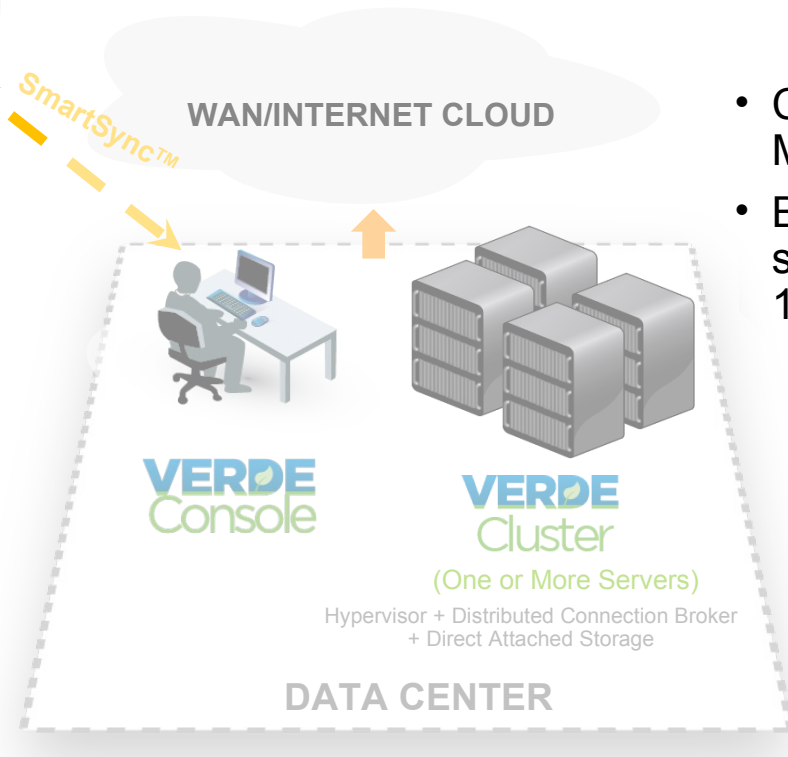 SmartSync™
WAN/INTERNET CLOUD
VERDE
Console
VERDE
Cluster
(One or More Servers)
Hypervisor + Distributed Connection Broker
+ Direct Attached Storage
DATA CENTER